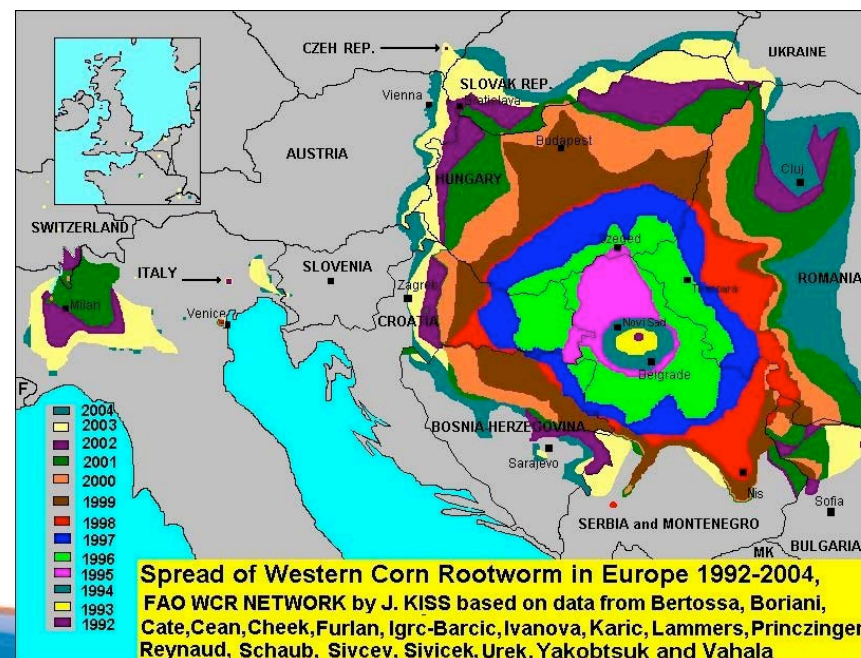 CZEH REP.
UKRAINE
SLOVAK REP.
Vienna
Bratislava
AUSTRIA
Budapest
Cluj
HUNGARY
SWITZERLAND
ITALY
SLOVENIA
Szeged
ROMANIA
Milan
Zagreb
Venice
CROATIA
Novi Sad
Belgrade
F
2004
2003
2002
2001
2000
1999
1998
1997
1996
1995
1994
1993
1992
BOSNIA-HERZEGOVINA
Sarajevo
Nis
Sofia
SERBIA and MONTENEGRO
MK
BULGARIA
Spread of Western Corn Rootworm in Europe 1992-2004,
FAO WCR NETWORK by J. KISS based on data from Bertossa, Boriani,
Cate,Cean,Cheek,Furlan, Igrc-Barcic,Ivanova, Karic, Lammers, Princzinger
Reynaud, Schaub, Sivcev, Sivicek, Urek, Yakobtsuk and Vahala